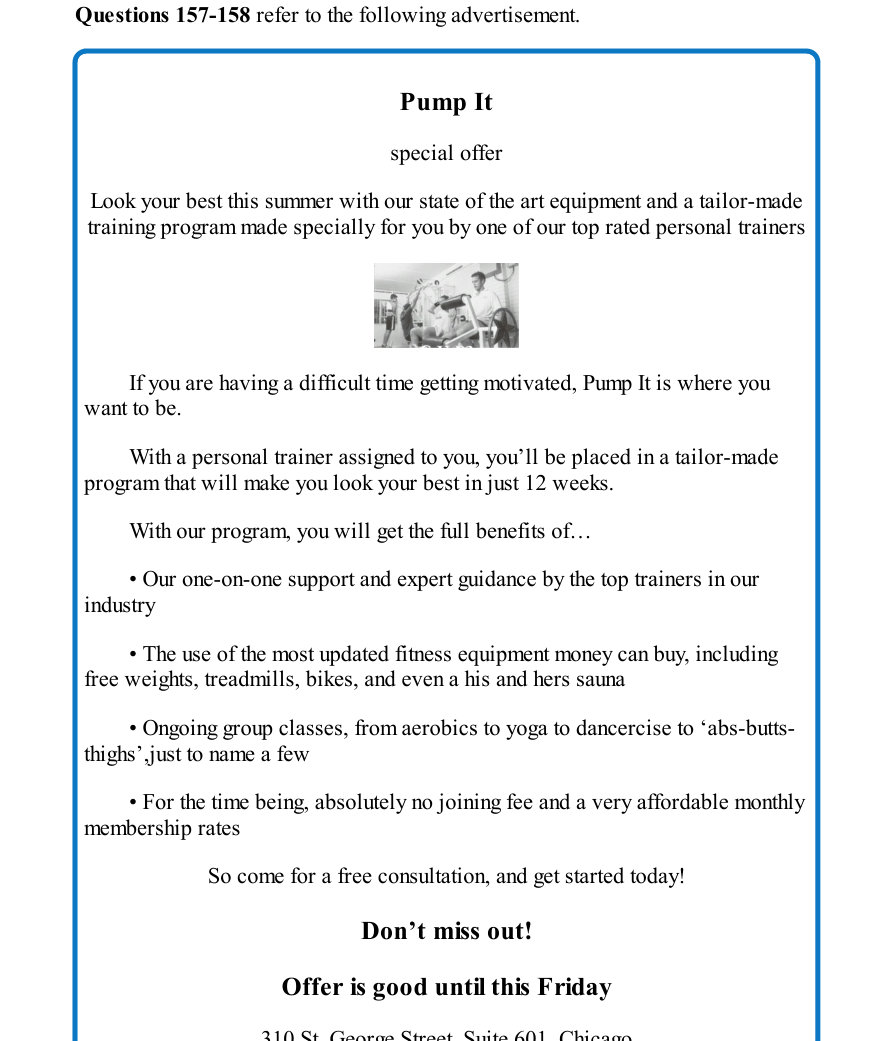 Questions 157-158 refer to the following advertisement.
Pump It
special offer
Look your best this summer with our state of the art equipment and a tailor-made
training program made specially for you by one of our top rated personal trainers
If you are having a difficult time getting motivated, Pump It is where you
want to be.
With a personal trainer assigned to you, you’ll be placed in a tailor-made
program that will make you look your best in just 12 weeks.
With our program, you will get the full benefits of…
• Our one-on-one support and expert guidance by the top trainers in our
industry
• The use of the most updated fitness equipment money can buy, including
free weights, treadmills, bikes, and even a his and hers sauna
• Ongoing group classes, from aerobics to yoga to dancercise to ‘abs-butts-
thighs’,just to name a few
• For the time being, absolutely no joining fee and a very affordable monthly
membership rates
So come for a free consultation, and get started today!
Don’t miss out!
Offer is good until this Friday
310 St. George Street, Suite 601, Chicago